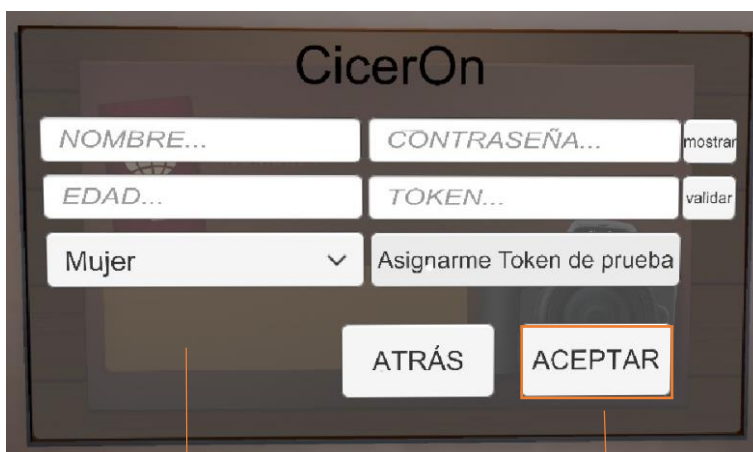 CicerOn
NOMBRE...
CONTRASEÑA...
mostrar
EDAD...
TOKEN...
validar
Mujer
Asignarme Token de prueba
ATRÁS
ACEPTAR